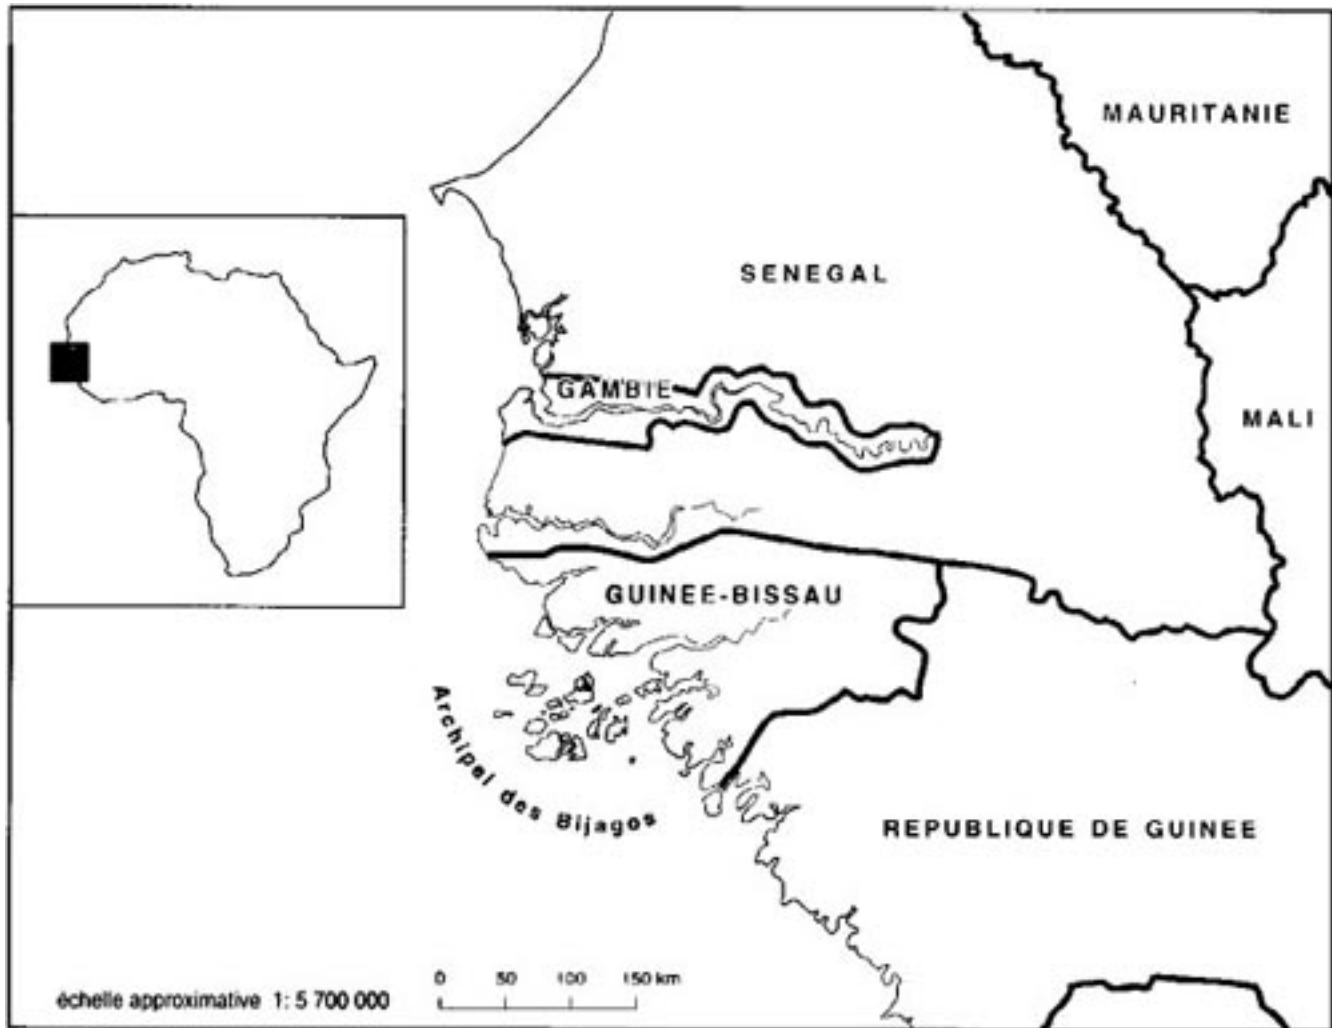 MAURITANIE
SENEGAL
GAMBIE
MALI
GUINEE-BISSAU
Archipel des Bijagos
REPUBLIQUE DE GUINEE
0 50 100 150 km
échelle approximative 1: 5 700 000